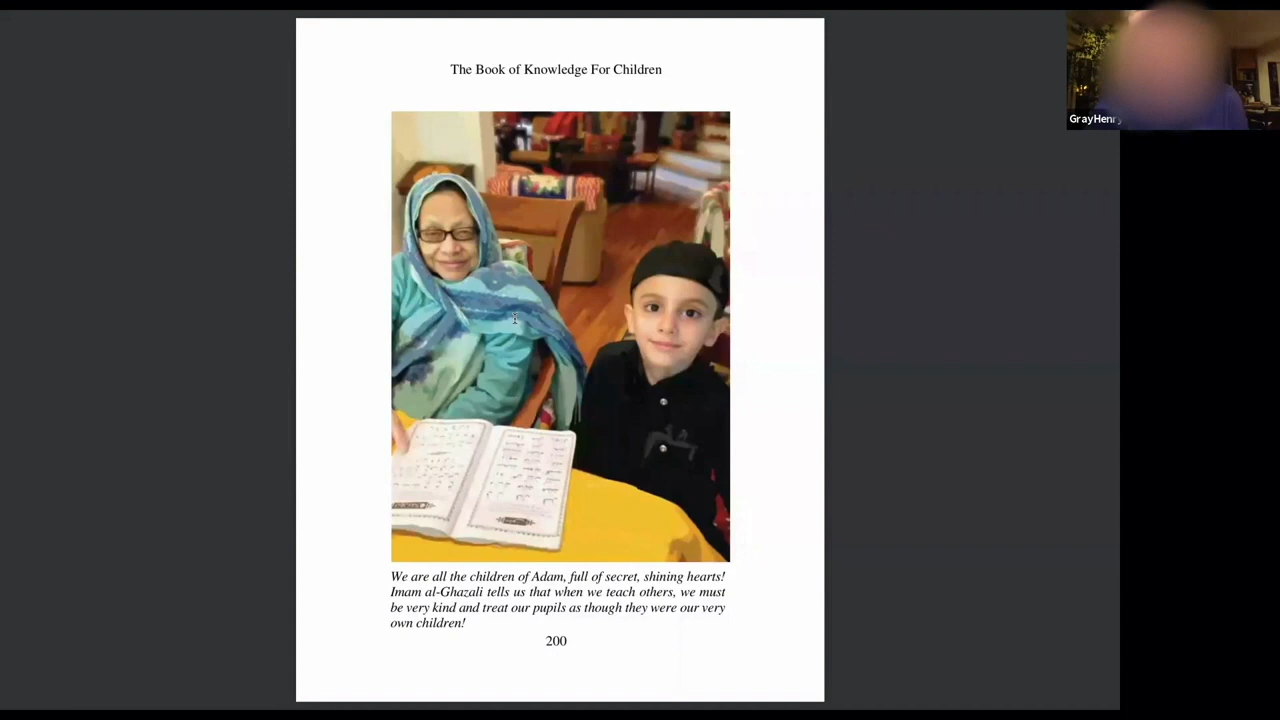 The Book of Knowledge For Children
GrayHenry
We are all the children of Adam, full of secret, shining hearts!
Imam al-Ghazali tells us that when we teach others, we must
be very kind and treat our pupils as though they were our very
own children!
200